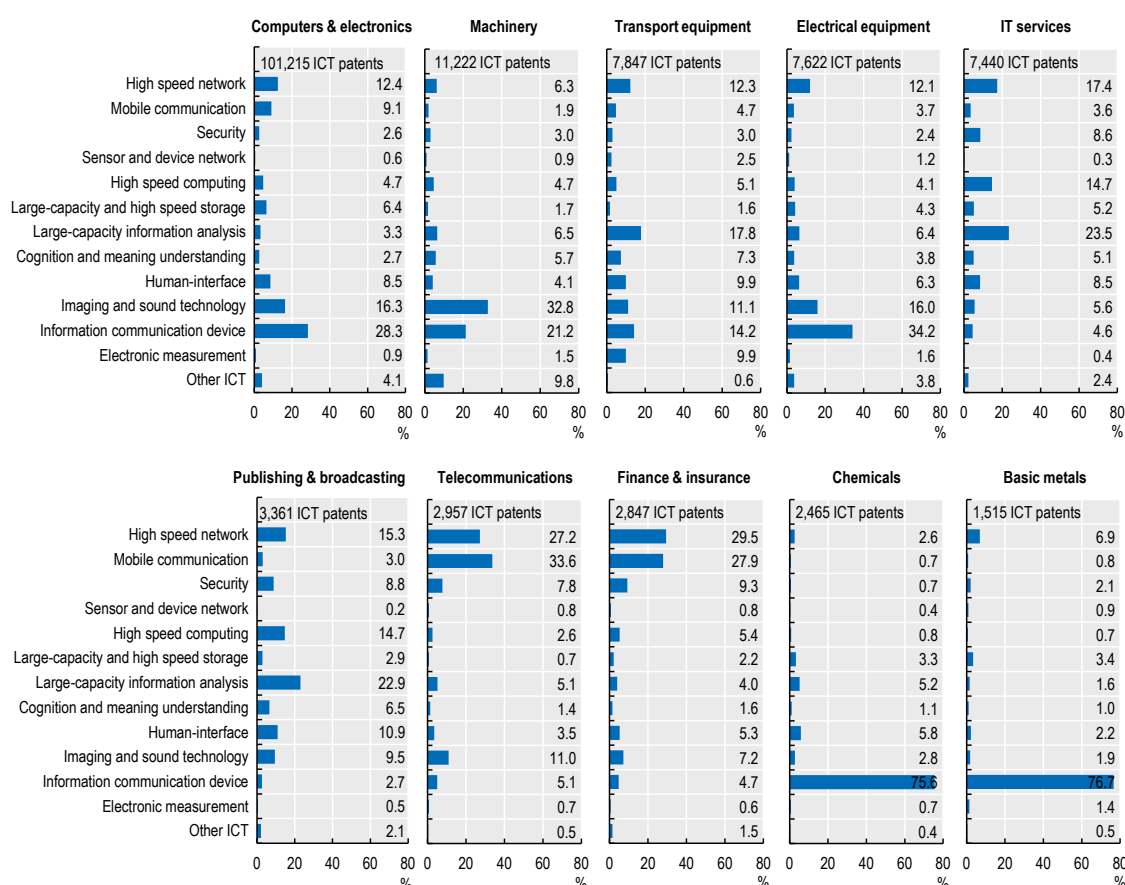 Computers & electronics Machinery Transport equipment Electrical equipment IT services
101,215 ICT patents 11,222 ICT patents 7,847 ICT patents 7,622 ICT patents 7,440 ICT patents
High speed network 12.4 6.3 12.3 12.1 17.4
Mobile communication 9.1 1.9 4.7 3.7 3.6
Security 2.6 3.0 3.0 2.4 8.6
Sensor and device network 0.6 0.9 2.5 1.2 0.3
High speed computing 4.7 4.7 5.1 4.1 14.7
Large-capacity and high speed storage 6.4 1.7 1.6 4.3 5.2
Large-capacity information analysis 3.3 6.5 17.8 6.4 23.5
Cognition and meaning understanding 2.7 5.7 7.3 3.8 5.1
Human-interface 8.5 4.1 9.9 6.3 8.5
Imaging and sound technology 16.3 32.8 11.1 16.0 5.6
Information communication device 28.3 21.2 14.2 34.2 4.6
Electronic measurement 0.9 1.5 9.9 1.6 0.4
Other ICT 4.1 9.8 0.6 3.8 2.4
0 20 40 60 80 0 20 40 60 80 0 20 40 60 80 0 20 40 60 80 0 20 40 60 80
% % % % %
Publishing & broadcasting Telecommunications Finance & insurance Chemicals Basic metals
3,361 ICT patents 2,957 ICT patents 2,847 ICT patents 2,465 ICT patents 1,515 ICT patents
High speed network 15.3 27.2 29.5 2.6 6.9
Mobile communication 3.0 33.6 27.9 0.7 0.8
Security 8.8 7.8 9.3 0.7 2.1
Sensor and device network 0.2 0.8 0.8 0.4 0.9
High speed computing 14.7 2.6 5.4 0.8 0.7
Large-capacity and high speed storage 2.9 0.7 2.2 3.3 3.4
Large-capacity information analysis 22.9 5.1 4.0 5.2 1.6
Cognition and meaning understanding 6.5 1.4 1.6 1.1 1.0
Human-interface 10.9 3.5 5.3 5.8 2.2
Imaging and sound technology 9.5 11.0 7.2 2.8 1.9
Information communication device 2.7 5.1 4.7 75.6 76.7
Electronic measurement 0.5 0.7 0.6 0.7 1.4
Other ICT 2.1 0.5 1.5 0.4 0.5
0 20 40 60 80 0 20 40 60 80 0 20 40 60 80 0 20 40 60 80 0 20 40 60 80
% % % % %